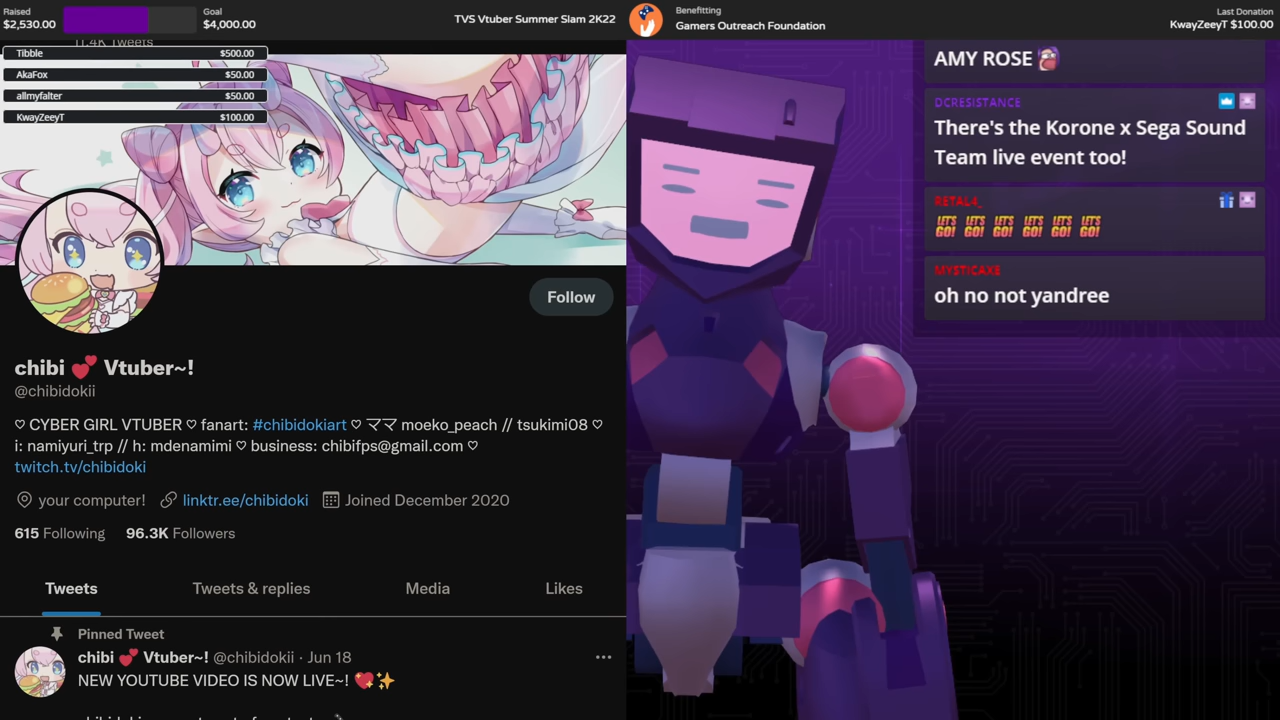 Raised
$2,530.00
Goal
$4,000.00
TVS Vtuber Summer Slam 2K22
Benefitting
Gamers Outreach Foundation
Last Donation
KwayZeeyT $100.00
11.4K Tweets
Tibble $500.00
AkaFox $50.00
allmyfalter $50.00
KwayZeeyT $100.00
Follow
chibi 💕 Vtuber~!
@chibidokii
♡ CYBER GIRL VTUBER ♡ fanart: #chibidokiart ♡ ママ moeko_peach // tsukimi08 ♡
i: namiyuri_trp // h: mdenamimi ♡ business: chibifps@gmail.com ♡
twitch.tv/chibidoki
your computer! linktr.ee/chibidoki Joined December 2020
615 Following 96.3K Followers
Tweets Tweets & replies Media Likes
Pinned Tweet
chibi 💕 Vtuber~! @chibidokii · Jun 18
NEW YOUTUBE VIDEO IS NOW LIVE~! 💖✨
AMY ROSE
DCRESISTANCE
There's the Korone x Sega Sound
Team live event too!
RETAL4_
LET'S GO! LET'S GO! LET'S GO! LET'S GO! LET'S GO! LET'S GO!
MYSTICAXE
oh no not yandree